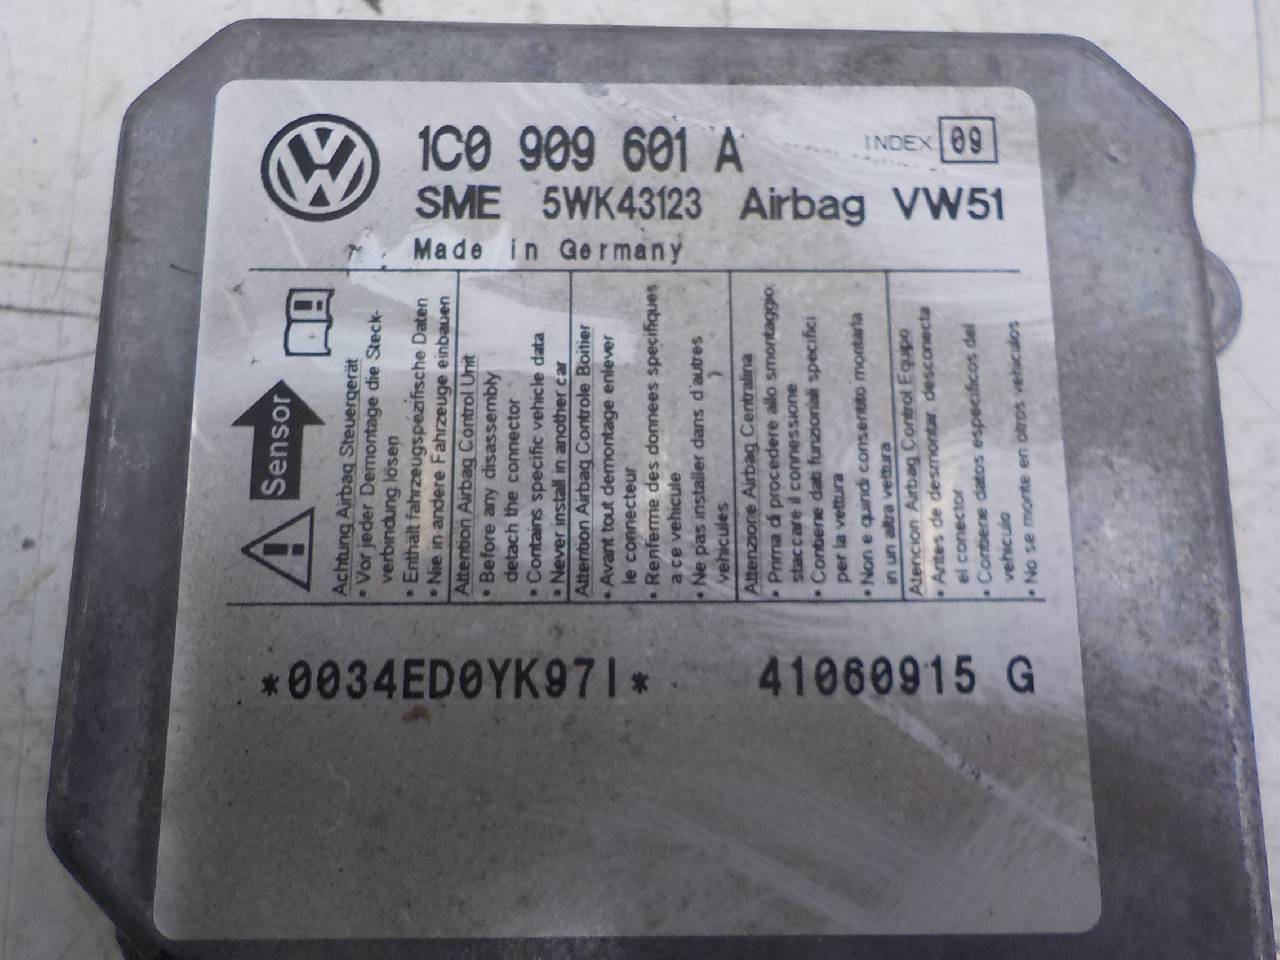 1C0 909 601 A INDEX 09
SME 5WK43123 Airbag VW51
Made in Germany
Sensor
Achtung Airbag Steuergerät
• Vor jeder Demontage die Steck-
verbindung lösen
• Enthält fahrzeugspezifische Daten
• Nie in andere Fahrzeuge einbauen
Attention Airbag Control Unit
• Before any disassembly
detach the connector
• Contains specific vehicle data
• Never install in another car
Attention Airbag Controle Boitier
• Avant tout demontage enlever
le connecteur
• Renferme des donnees specifiques
a ce vehicule
• Ne pas installer dans d'autres
vehicules
Attenzione Airbag Centralina
• Prima di procedere allo smontaggio,
staccare il connessione
• Contiene dati funzionali specifici
per la vettura
• Non e quindi consentito montarla
in un altra vettura
Atencion Airbag Control Equipo
• Antes de desmontar desconecta
el conector
• Contiene datos especificos del
vehiculo
• No se monte en otros vehiculos
*0034ED0YK97I* 41060915 G